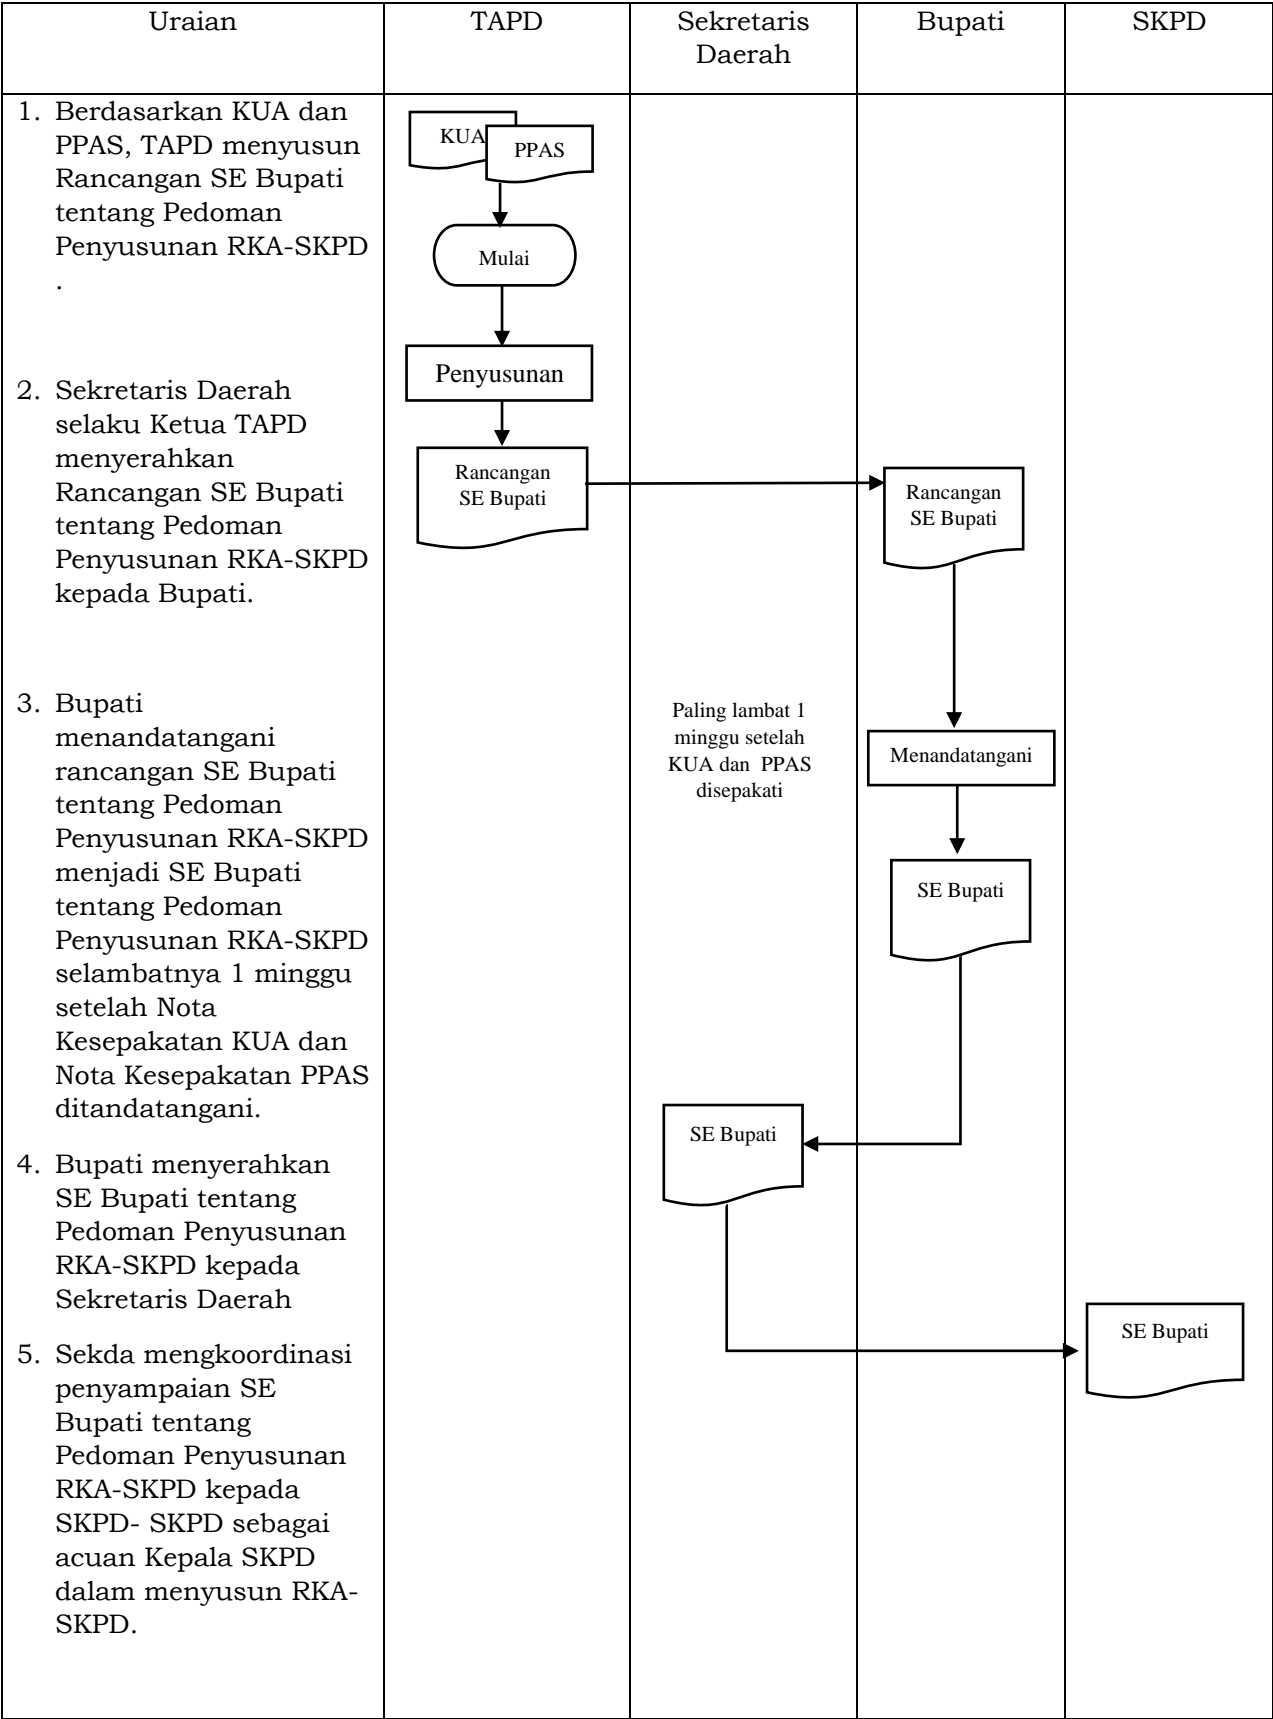 Uraian
TAPD
Sekretaris
Daerah
Bupati
SKPD
1. Berdasarkan KUA dan
PPAS, TAPD menyusun
Rancangan SE Bupati
tentang Pedoman
Penyusunan RKA-SKPD
.
2. Sekretaris Daerah
selaku Ketua TAPD
menyerahkan
Rancangan SE Bupati
tentang Pedoman
Penyusunan RKA-SKPD
kepada Bupati.
3. Bupati
menandatangani
rancangan SE Bupati
tentang Pedoman
Penyusunan RKA-SKPD
menjadi SE Bupati
tentang Pedoman
Penyusunan RKA-SKPD
selambatnya 1 minggu
setelah Nota
Kesepakatan KUA dan
Nota Kesepakatan PPAS
ditandatangani.
4. Bupati menyerahkan
SE Bupati tentang
Pedoman Penyusunan
RKA-SKPD kepada
Sekretaris Daerah
5. Sekda mengkoordinasi
penyampaian SE
Bupati tentang
Pedoman Penyusunan
RKA-SKPD kepada
SKPD- SKPD sebagai
acuan Kepala SKPD
dalam menyusun RKA-
SKPD.
KUA
PPAS
Mulai
Penyusunan
Rancangan
SE Bupati
Rancangan
SE Bupati
Paling lambat 1
minggu setelah
KUA dan PPAS
disepakati
Menandatangani
SE Bupati
SE Bupati
SE Bupati